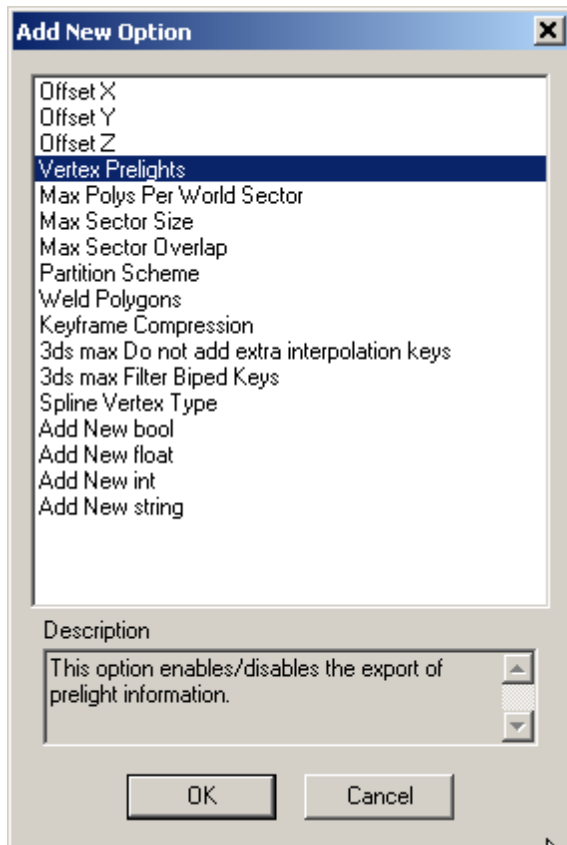 Add New Option
Offset X
Offset Y
Offset Z
Vertex Prelights
Max Polys Per World Sector
Max Sector Size
Max Sector Overlap
Partition Scheme
Weld Polygons
Keyframe Compression
3ds max Do not add extra interpolation keys
3ds max Filter Biped Keys
Spline Vertex Type
Add New bool
Add New float
Add New int
Add New string
Description
This option enables/disables the export of
prelight information.
OK Cancel